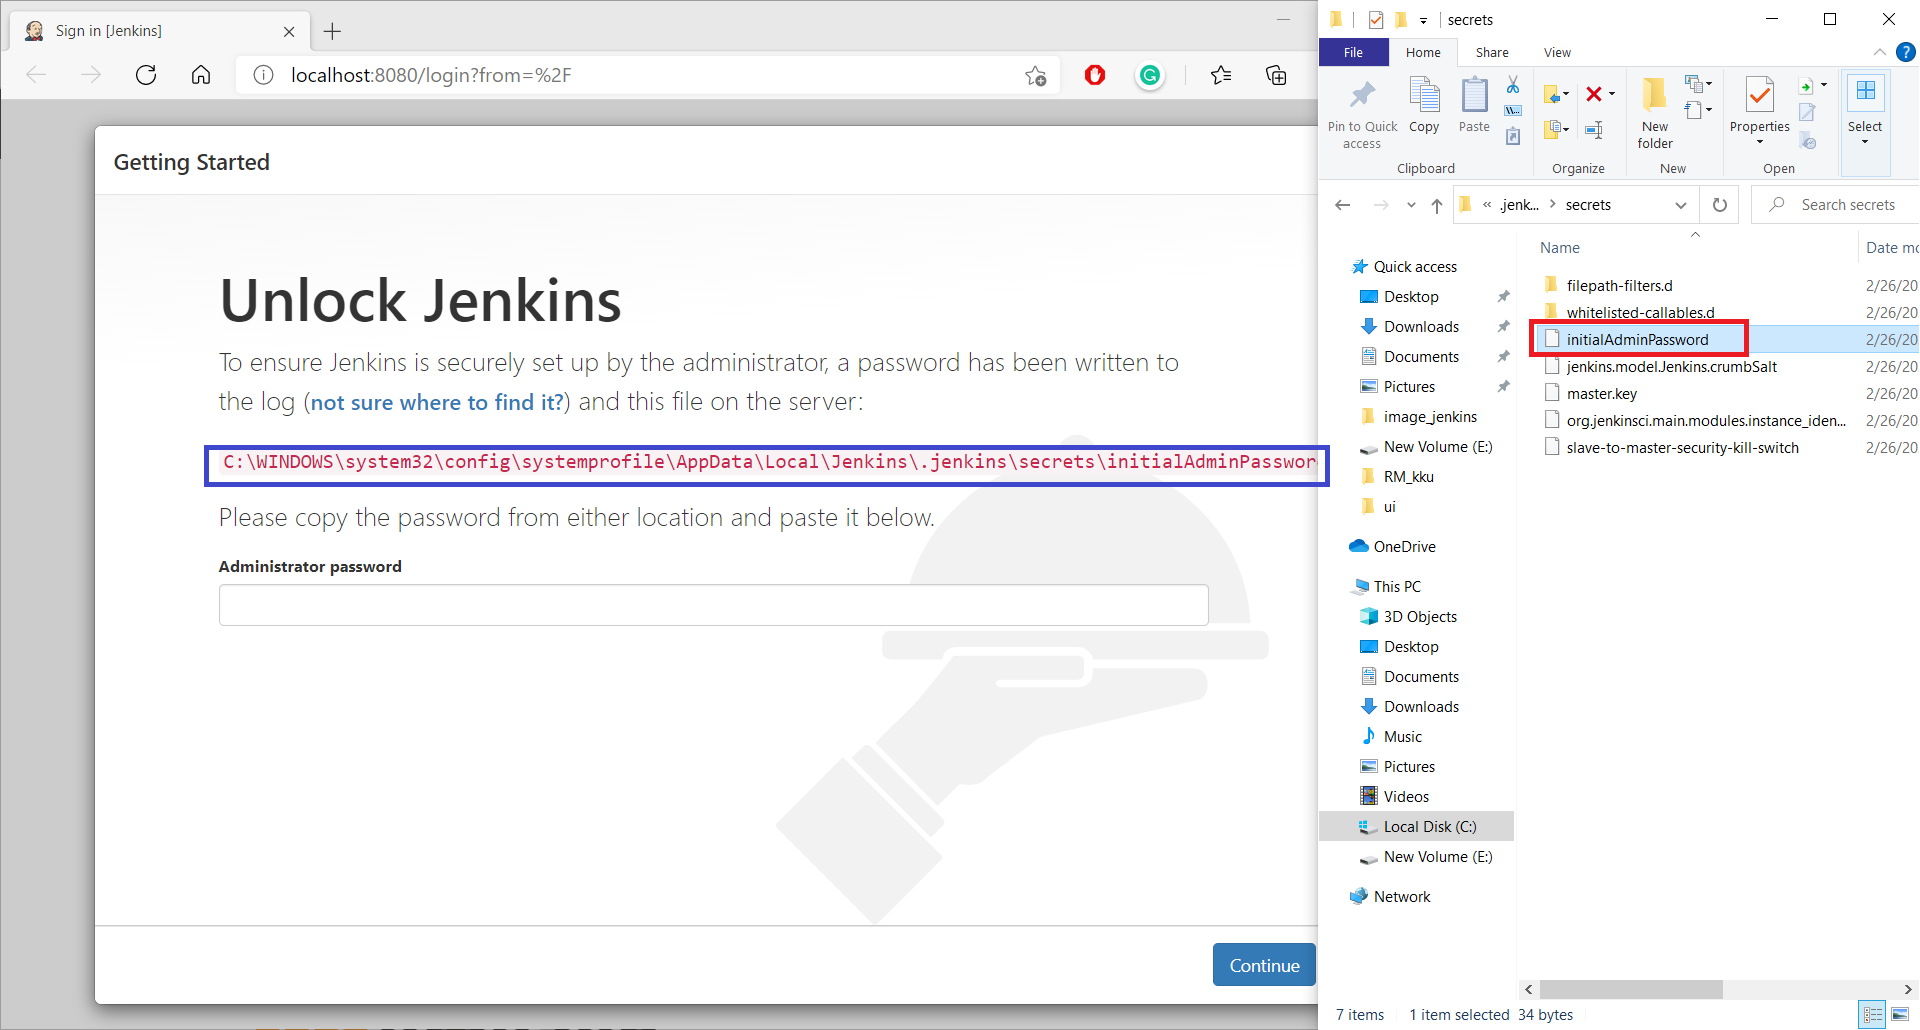 Sign in [Jenkins]
localhost:8080/login?from=%2F
Getting Started
Unlock Jenkins
To ensure Jenkins is securely set up by the administrator, a password has been written to
the log (not sure where to find it?) and this file on the server:
C:\WINDOWS\system32\config\systemprofile\AppData\Local\Jenkins\.jenkins\secrets\initialAdminPasswor
Please copy the password from either location and paste it below.
Administrator password
Continue
secrets
File Home Share View
Pin to Quick access
Copy
Paste
New folder
Properties
Select
Clipboard Organize New Open
« .jenk... > secrets
Search secrets
Name Date mo
Quick access
Desktop
Downloads
Documents
Pictures
image_jenkins
New Volume (E:)
RM_kku
ui
OneDrive
This PC
3D Objects
Desktop
Documents
Downloads
Music
Pictures
Videos
Local Disk (C:)
New Volume (E:)
Network
filepath-filters.d 2/26/20
whitelisted-callables.d 2/26/20
initialAdminPassword 2/26/20
jenkins.model.Jenkins.crumbSalt 2/26/20
master.key 2/26/20
org.jenkinsci.main.modules.instance_iden... 2/26/20
slave-to-master-security-kill-switch 2/26/20
7 items 1 item selected 34 bytes